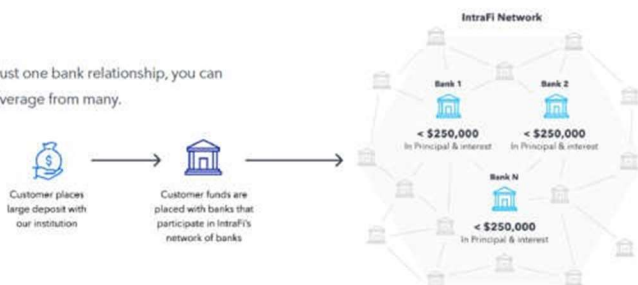 IntraFi Network
ust one bank relationship, you can
verage from many.
Bank 1
Bank 2
< $250,000
In Principal & interest
< $250,000
In Principal & interest
Customer places
large deposit with
our institution
Customer funds are
placed with banks that
participate in IntraFi's
network of banks
Bank N
< $250,000
In Principal & interest